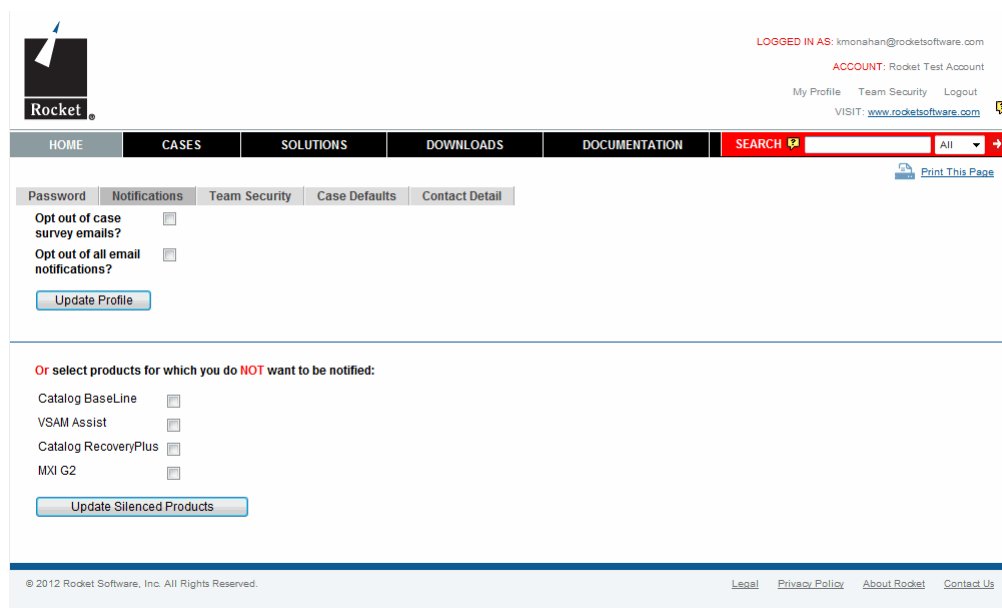 Rocket ®
LOGGED IN AS: kmonahan@rocketsoftware.com
ACCOUNT: Rocket Test Account
My Profile Team Security Logout
VISIT: www.rocketsoftware.com
HOME CASES SOLUTIONS DOWNLOADS DOCUMENTATION SEARCH ? All
Print This Page
Password Notifications Team Security Case Defaults Contact Detail
Opt out of case
survey emails?
Opt out of all email
notifications?
Update Profile
Or select products for which you do NOT want to be notified:
Catalog BaseLine
VSAM Assist
Catalog RecoveryPlus
MXI G2
Update Silenced Products
© 2012 Rocket Software, Inc. All Rights Reserved.
Legal Privacy Policy About Rocket Contact Us